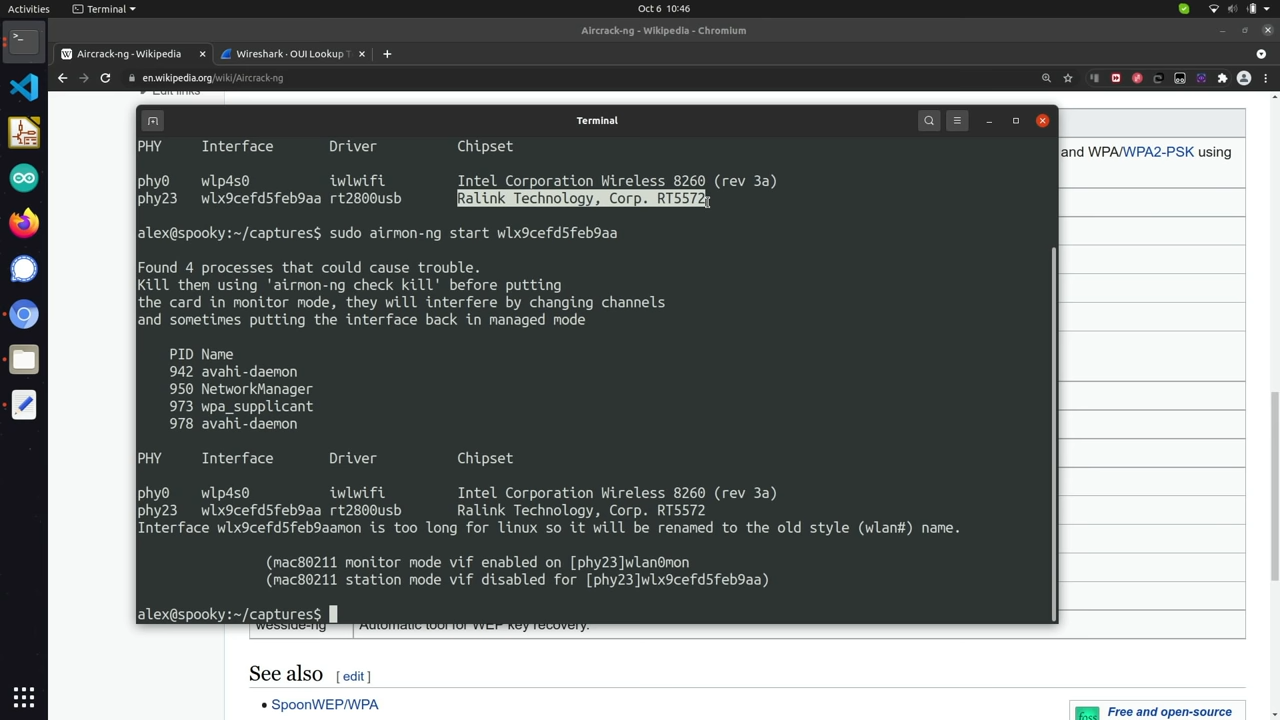 Activities
Terminal
Oct 6 10:46
Aircrack-ng - Wikipedia - Chromium
Aircrack-ng - Wikipedia
Wireshark · OUI Lookup T
en.wikipedia.org/wiki/Aircrack-ng
Edit links
Terminal
PHY Interface Driver Chipset
phy0 wlp4s0 iwlwifi Intel Corporation Wireless 8260 (rev 3a)
phy23 wlx9cefd5feb9aa rt2800usb Ralink Technology, Corp. RT5572
alex@spooky:~/captures$ sudo airmon-ng start wlx9cefd5feb9aa
Found 4 processes that could cause trouble.
Kill them using 'airmon-ng check kill' before putting
the card in monitor mode, they will interfere by changing channels
and sometimes putting the interface back in managed mode
PID Name
942 avahi-daemon
950 NetworkManager
973 wpa_supplicant
978 avahi-daemon
PHY Interface Driver Chipset
phy0 wlp4s0 iwlwifi Intel Corporation Wireless 8260 (rev 3a)
phy23 wlx9cefd5feb9aa rt2800usb Ralink Technology, Corp. RT5572
Interface wlx9cefd5feb9aamon is too long for linux so it will be renamed to the old style (wlan#) name.
(mac80211 monitor mode vif enabled on [phy23]wlan0mon
(mac80211 station mode vif disabled for [phy23]wlx9cefd5feb9aa)
alex@spooky:~/captures$
and WPA/WPA2-PSK using
wesside-ng Automatic tool for WEP key recovery.
See also [ edit ]
• SpoonWEP/WPA
foss
Free and open-source